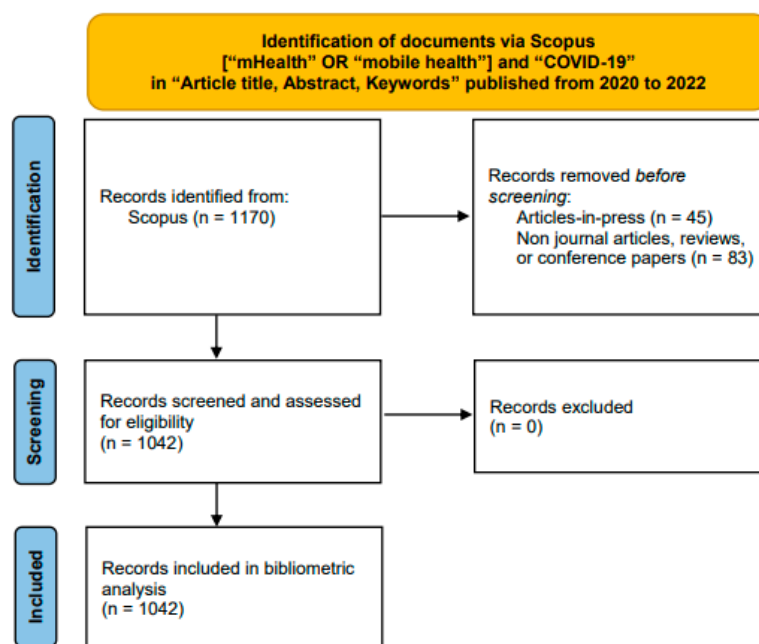 Identification of documents via Scopus
[“mHealth” OR “mobile health”] and “COVID-19”
in “Article title, Abstract, Keywords” published from 2020 to 2022
Identification
Records identified from:
Scopus (n = 1170)
Records removed before
screening:
Articles-in-press (n = 45)
Non journal articles, reviews,
or conference papers (n = 83)
Screening
Records screened and assessed
for eligibility
(n = 1042)
Records excluded
(n = 0)
Included
Records included in bibliometric
analysis
(n = 1042)